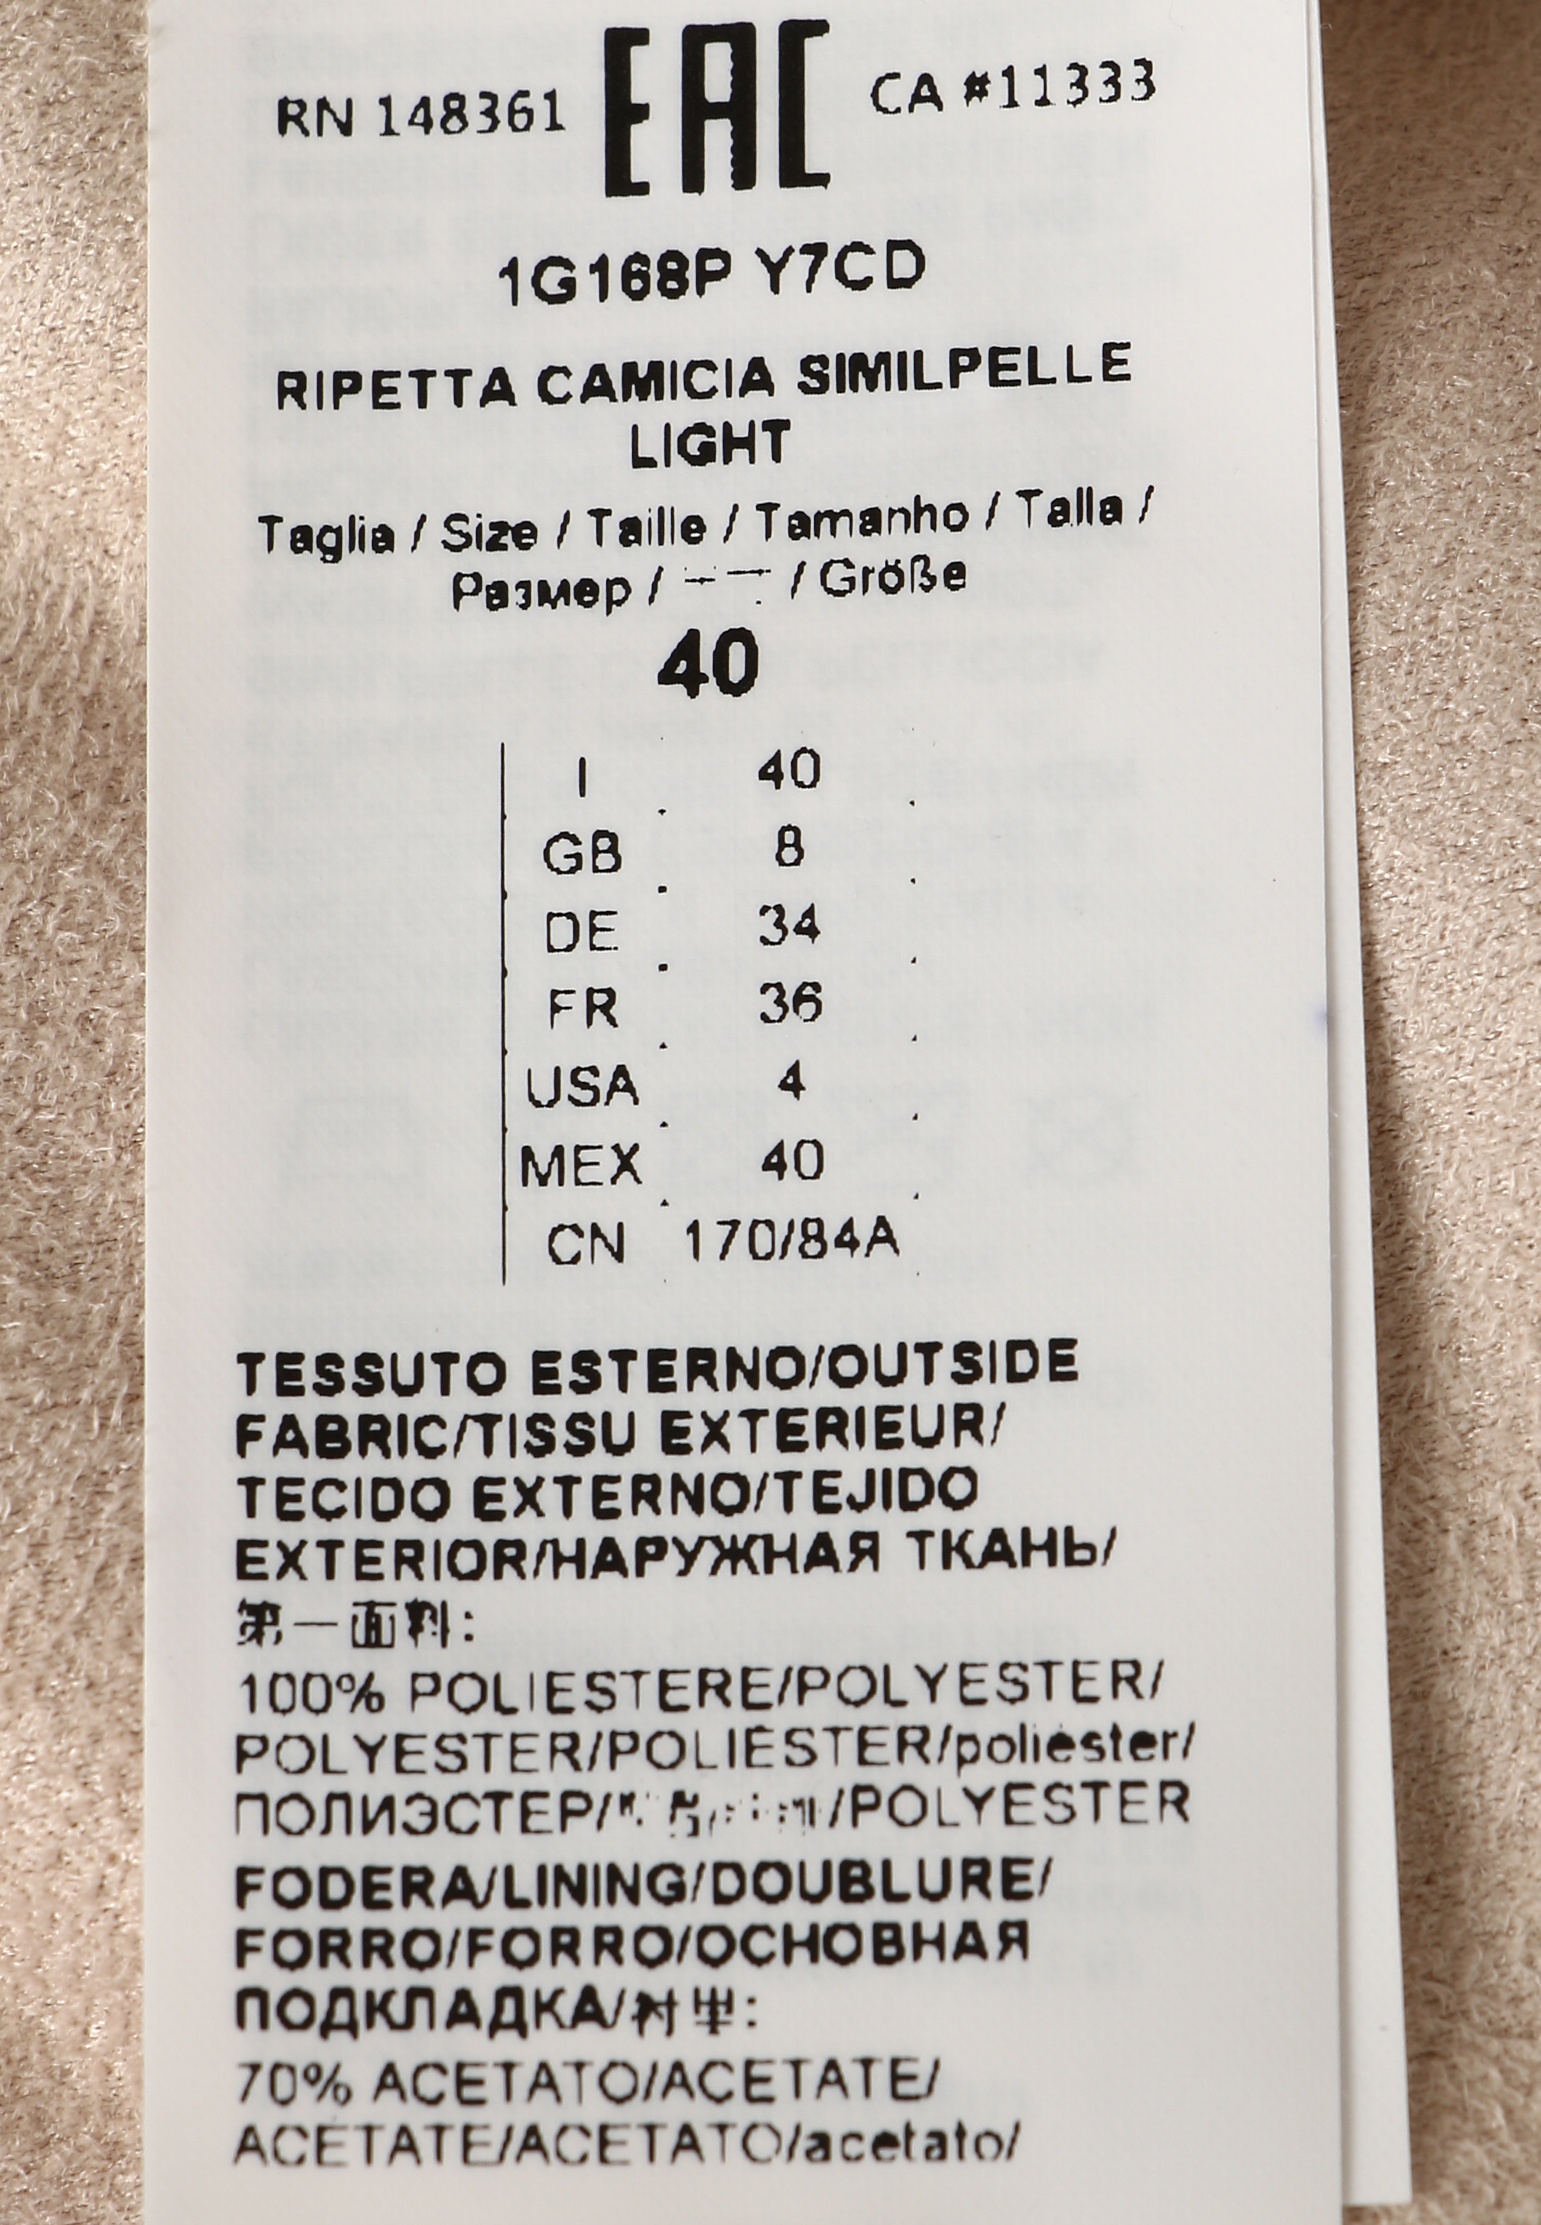 RN 148361 EAC CA #11333
1G168P Y7CD
RIPETTA CAMICIA SIMILPELLE
LIGHT
Taglia / Size / Taille / Tamanho / Talla /
Размер / / Größe
40
I 40
GB 8
DE 34
FR 36
USA 4
MEX 40
CN 170/84A
TESSUTO ESTERNO/OUTSIDE
FABRIC/TISSU EXTERIEUR/
TECIDO EXTERNO/TEJIDO
EXTERIOR/НАРУЖНАЯ ТКАНЬ/
第一面料:
100% POLIESTERE/POLYESTER/
POLYESTER/POLIÉSTER/poliéster/
ПОЛИЭСТЕР/ /POLYESTER
FODERA/LINING/DOUBLURE/
FORRO/FORRO/ОСНОВНАЯ
ПОДКЛАДКА/衬里:
70% ACETATO/ACETATE/
ACETATE/ACETATO/acetato/